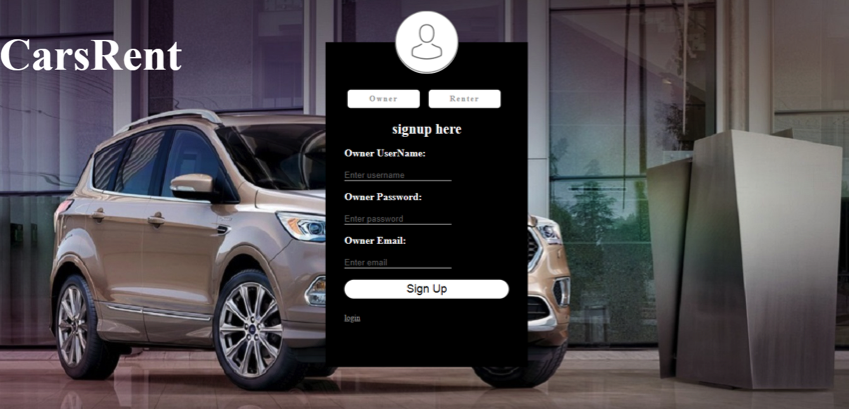 CarsRent
Owner Renter
signup here
Owner UserName:
Enter username
Owner Password:
Enter password
Owner Email:
Enter email
Sign Up
login